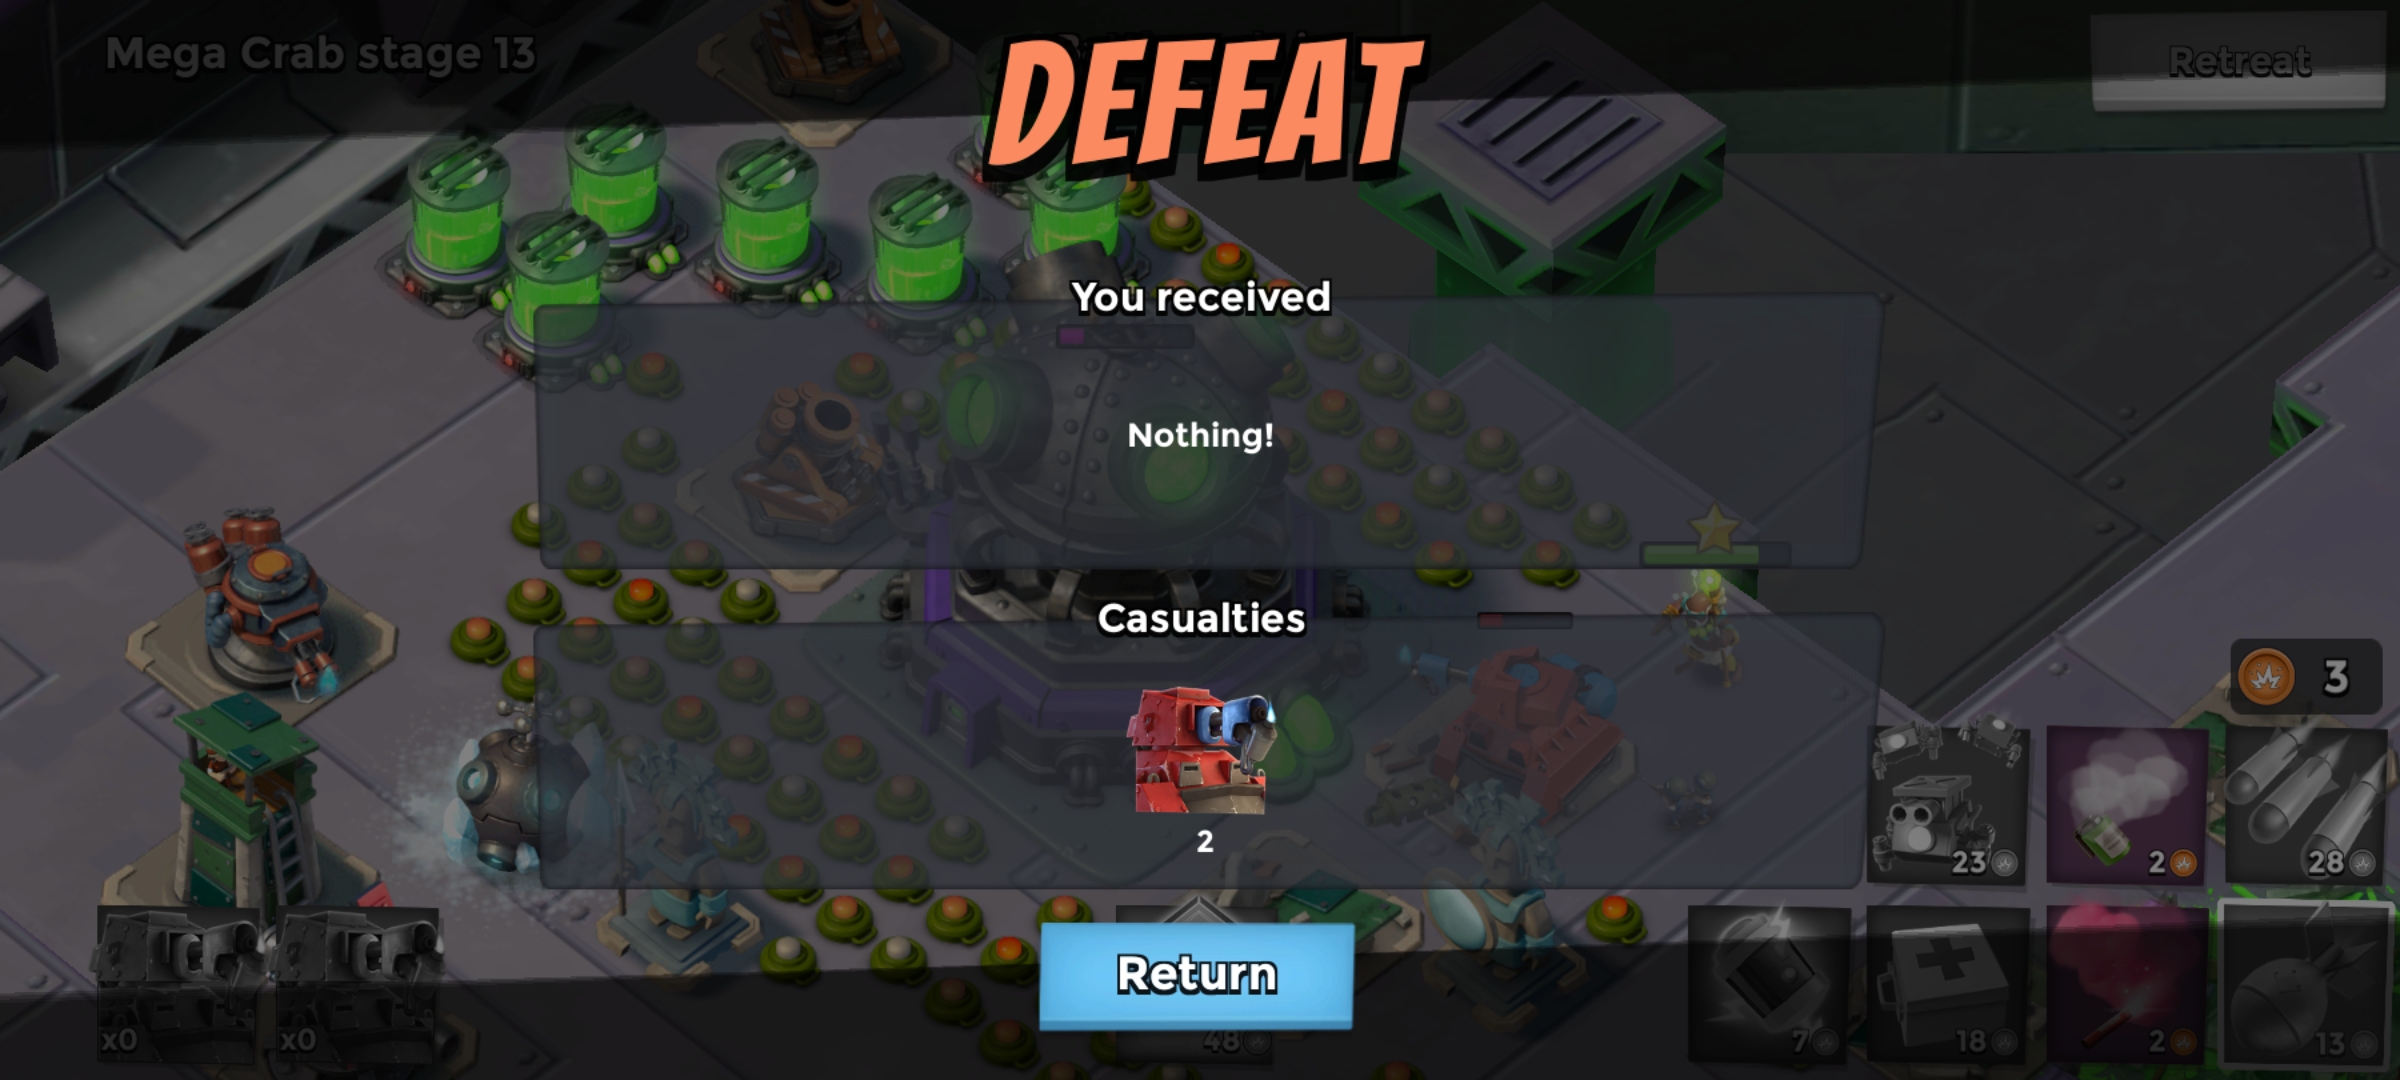 Mega Crab stage 13
DEFEAT
Retreat
You received
Nothing!
Casualties
2
3
23
2
28
Return
x0
x0
48
7
18
2
13